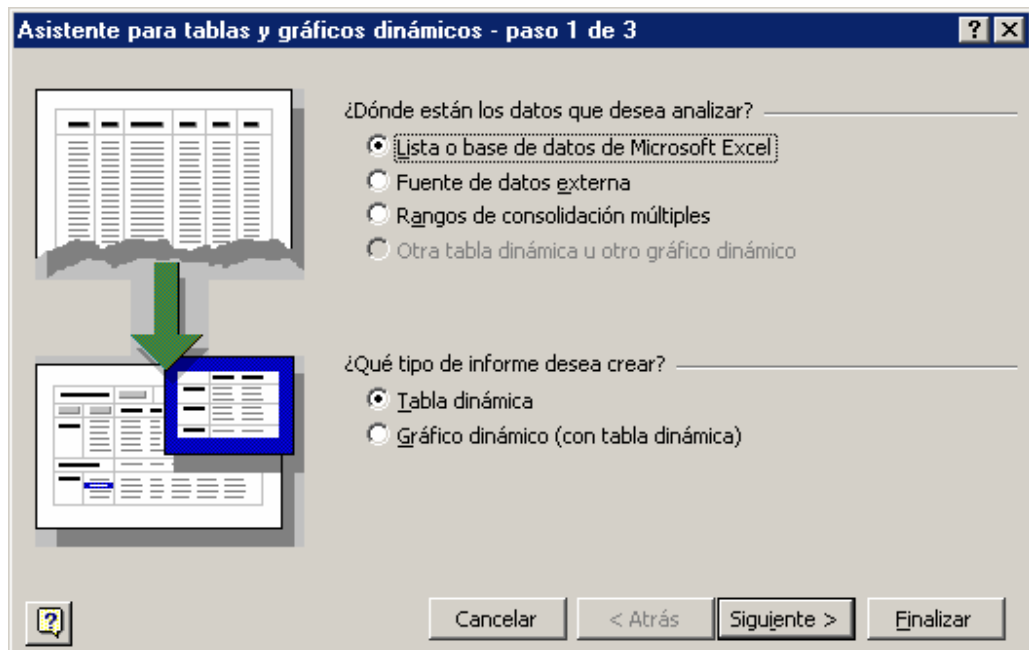 Asistente para tablas y gráficos dinámicos - paso 1 de 3
¿Dónde están los datos que desea analizar?
Lista o base de datos de Microsoft Excel
Fuente de datos externa
Rangos de consolidación múltiples
Otra tabla dinámica u otro gráfico dinámico
¿Qué tipo de informe desea crear?
Tabla dinámica
Gráfico dinámico (con tabla dinámica)
Cancelar < Atrás Siguiente > Finalizar